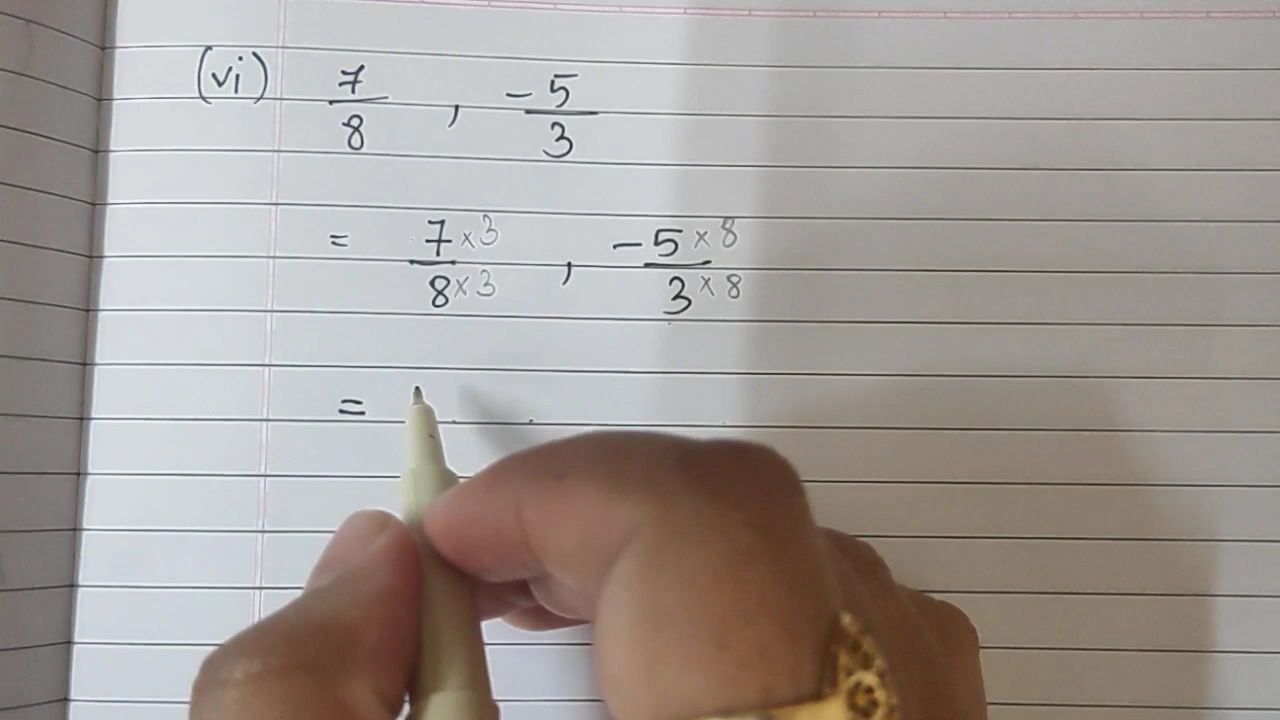 (vi) 7/8 , -5/3
= 7×3/8×3 , -5×8/3×8
=